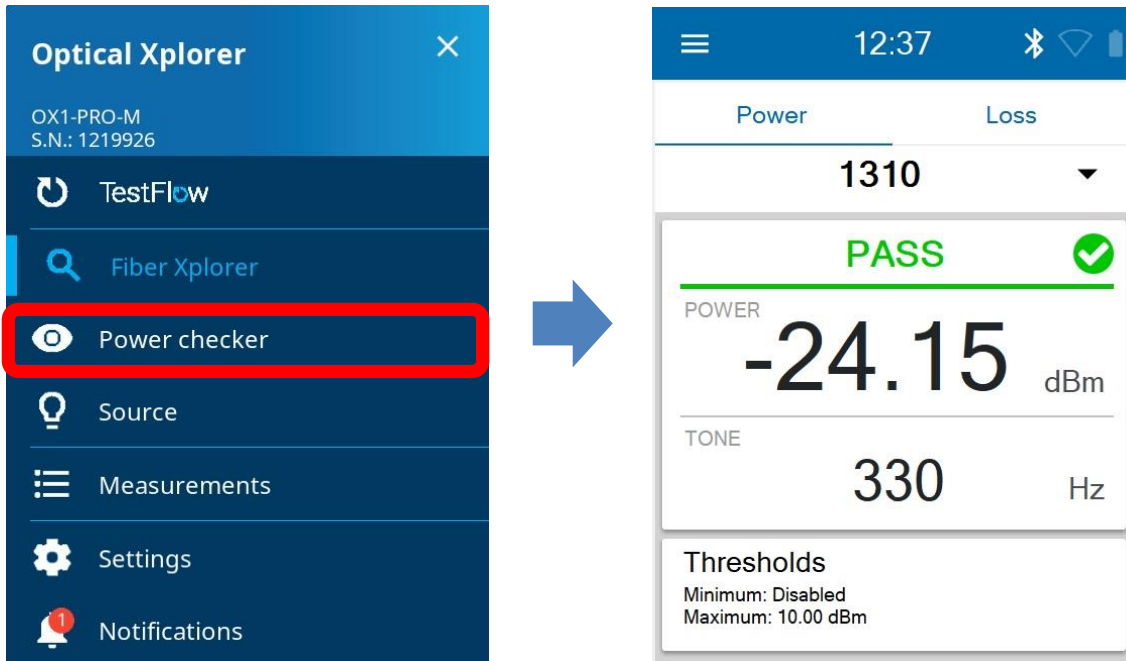 Optical Xplorer
OX1-PRO-M
S.N.: 1219926
TestFlow
Fiber Xplorer
Power checker
Source
Measurements
Settings
1
Notifications
12:37
Power Loss
1310
PASS
POWER
-24.15 dBm
TONE
330 Hz
Thresholds
Minimum: Disabled
Maximum: 10.00 dBm